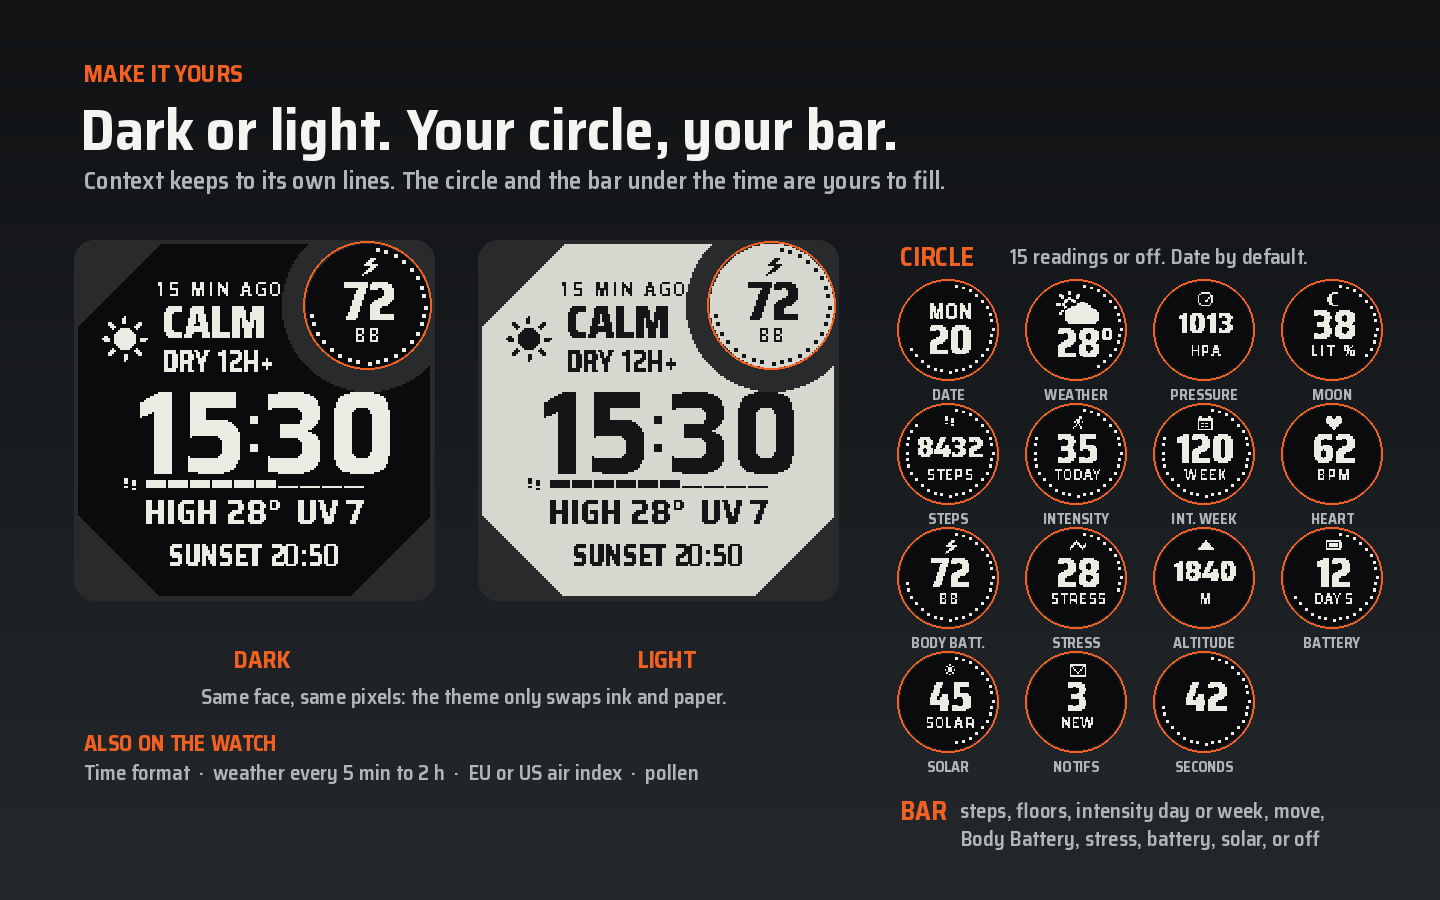 MAKE IT YOURS
Dark or light. Your circle, your bar.
Context keeps to its own lines. The circle and the bar under the time are yours to fill.
15 MIN AGO
CALM
DRY 12H+
72
BB
15:30
HIGH 28° UV 7
SUNSET 20:50
DARK
15 MIN AGO
CALM
DRY 12H+
72
BB
15:30
HIGH 28° UV 7
SUNSET 20:50
LIGHT
Same face, same pixels: the theme only swaps ink and paper.
ALSO ON THE WATCH
Time format · weather every 5 min to 2 h · EU or US air index · pollen
CIRCLE 15 readings or off. Date by default.
MON
20
DATE
28°
WEATHER
1013
HPA
PRESSURE
38
LIT %
MOON
8432
STEPS
STEPS
35
TODAY
INTENSITY
120
WEEK
INT. WEEK
62
BPM
HEART
72
BB
BODY BATT.
28
STRESS
STRESS
1840
M
ALTITUDE
12
DAYS
BATTERY
45
SOLAR
SOLAR
3
NEW
NOTIFS
42
SECONDS
BAR steps, floors, intensity day or week, move,
Body Battery, stress, battery, solar, or off